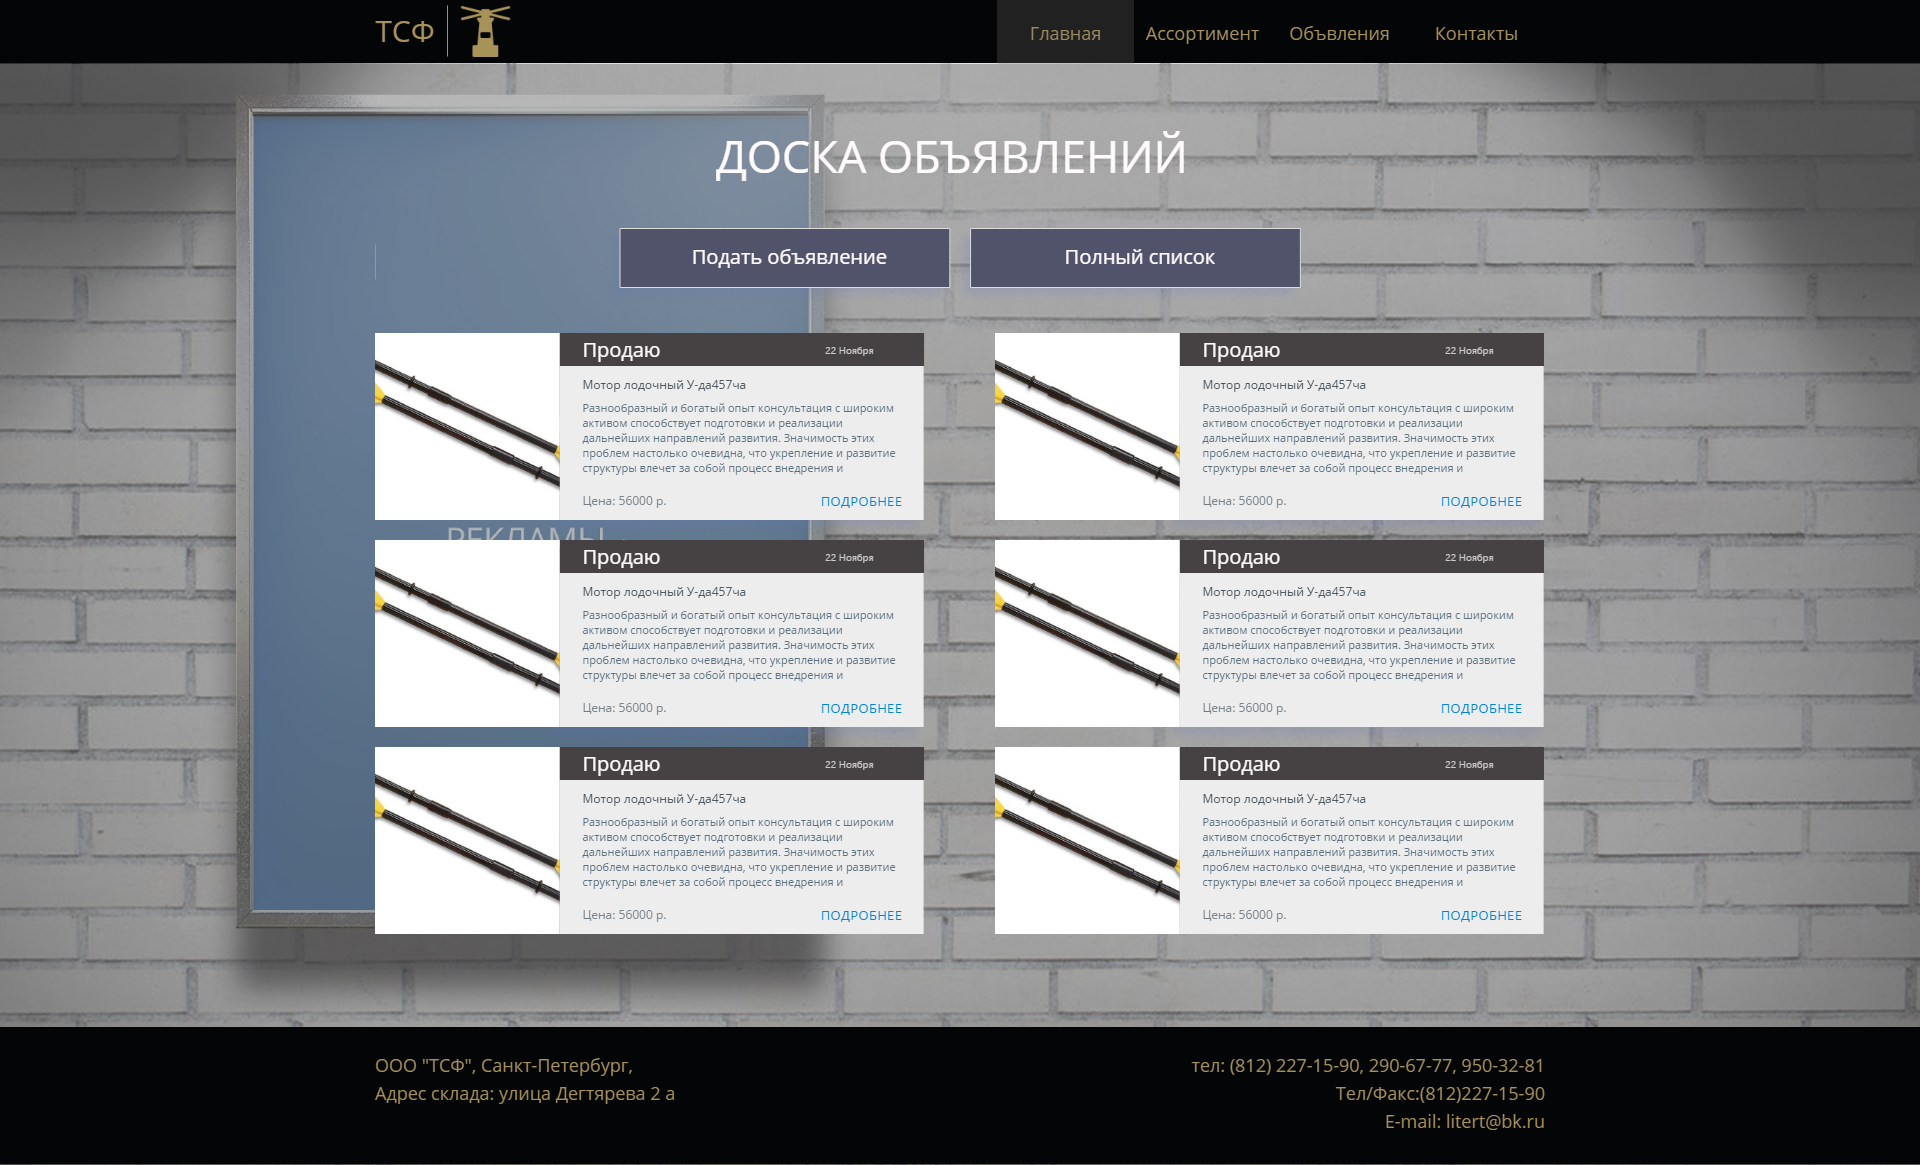 ТСФ
Главная
Ассортимент
Объвления
Контакты
ДОСКА ОБЪЯВЛЕНИЙ
Подать объявление
Полный список
Продаю
22 Ноября
Мотор лодочный У-да457ча
Разнообразный и богатый опыт консультация с широким
активом способствует подготовки и реализации
дальнейших направлений развития. Значимость этих
проблем настолько очевидна, что укрепление и развитие
структуры влечет за собой процесс внедрения и
Цена: 56000 р.
ПОДРОБНЕЕ
Продаю
22 Ноября
Мотор лодочный У-да457ча
Разнообразный и богатый опыт консультация с широким
активом способствует подготовки и реализации
дальнейших направлений развития. Значимость этих
проблем настолько очевидна, что укрепление и развитие
структуры влечет за собой процесс внедрения и
Цена: 56000 р.
ПОДРОБНЕЕ
РЕКЛАМЫ
Продаю
22 Ноября
Мотор лодочный У-да457ча
Разнообразный и богатый опыт консультация с широким
активом способствует подготовки и реализации
дальнейших направлений развития. Значимость этих
проблем настолько очевидна, что укрепление и развитие
структуры влечет за собой процесс внедрения и
Цена: 56000 р.
ПОДРОБНЕЕ
Продаю
22 Ноября
Мотор лодочный У-да457ча
Разнообразный и богатый опыт консультация с широким
активом способствует подготовки и реализации
дальнейших направлений развития. Значимость этих
проблем настолько очевидна, что укрепление и развитие
структуры влечет за собой процесс внедрения и
Цена: 56000 р.
ПОДРОБНЕЕ
Продаю
22 Ноября
Мотор лодочный У-да457ча
Разнообразный и богатый опыт консультация с широким
активом способствует подготовки и реализации
дальнейших направлений развития. Значимость этих
проблем настолько очевидна, что укрепление и развитие
структуры влечет за собой процесс внедрения и
Цена: 56000 р.
ПОДРОБНЕЕ
Продаю
22 Ноября
Мотор лодочный У-да457ча
Разнообразный и богатый опыт консультация с широким
активом способствует подготовки и реализации
дальнейших направлений развития. Значимость этих
проблем настолько очевидна, что укрепление и развитие
структуры влечет за собой процесс внедрения и
Цена: 56000 р.
ПОДРОБНЕЕ
ООО "ТСФ", Санкт-Петербург,
Адрес склада: улица Дегтярева 2 а
тел: (812) 227-15-90, 290-67-77, 950-32-81
Тел/Факс:(812)227-15-90
E-mail: litert@bk.ru